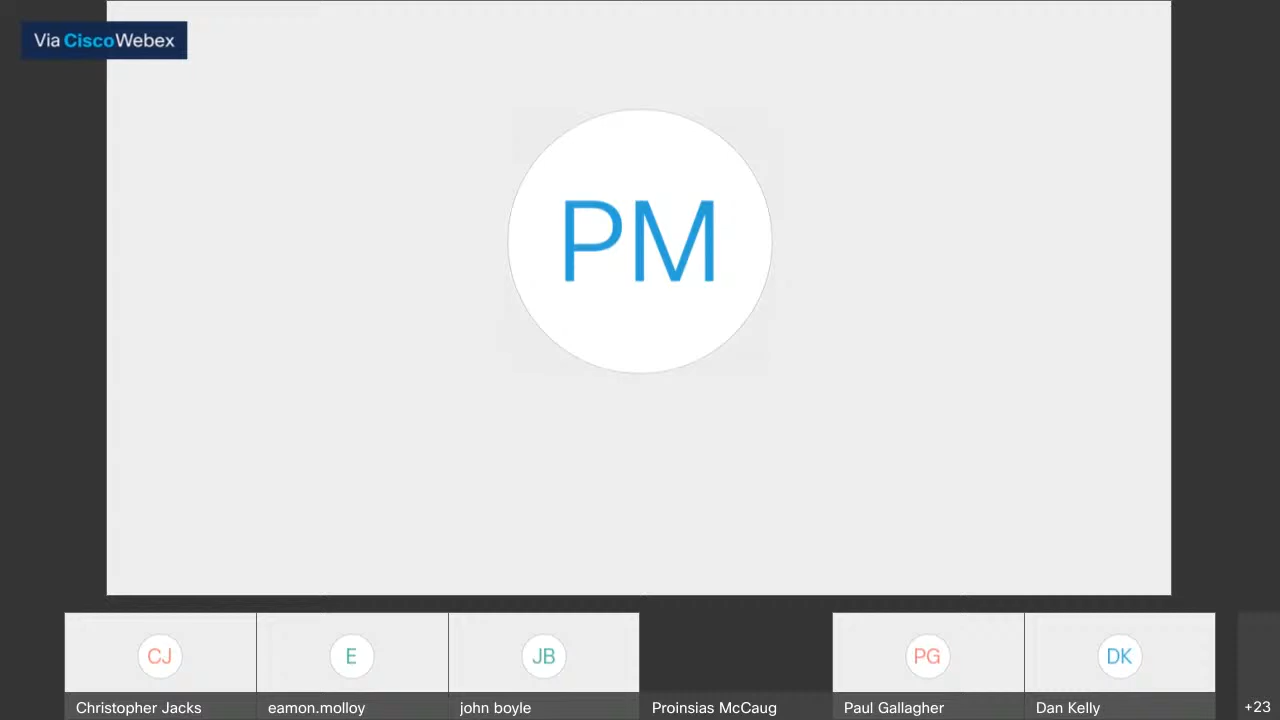 Via CiscoWebex
PM
CJ
E
JB
PG
DK
Christopher Jacks
eamon.molloy
john boyle
Proinsias McCaug
Paul Gallagher
Dan Kelly
+23